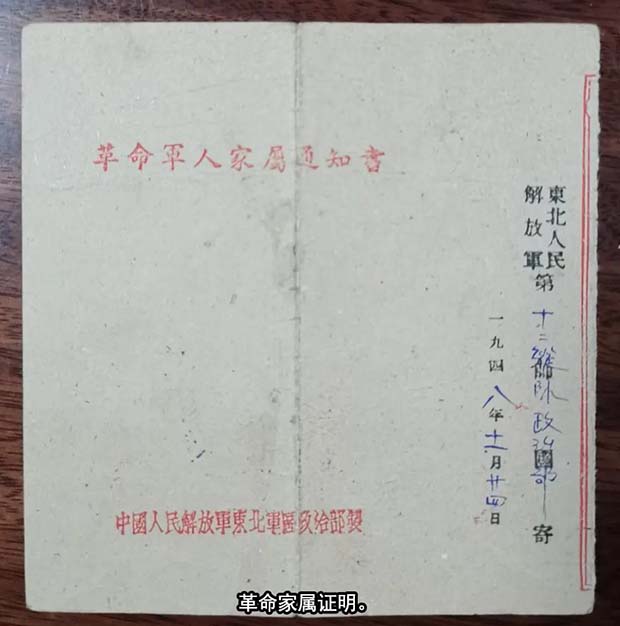 革命軍人家屬通知書
東北人民
解放軍第十二縱隊政治部寄
一九四八年十一月廿四日
中國人民解放軍東北軍區政治部製
革命家属证明。